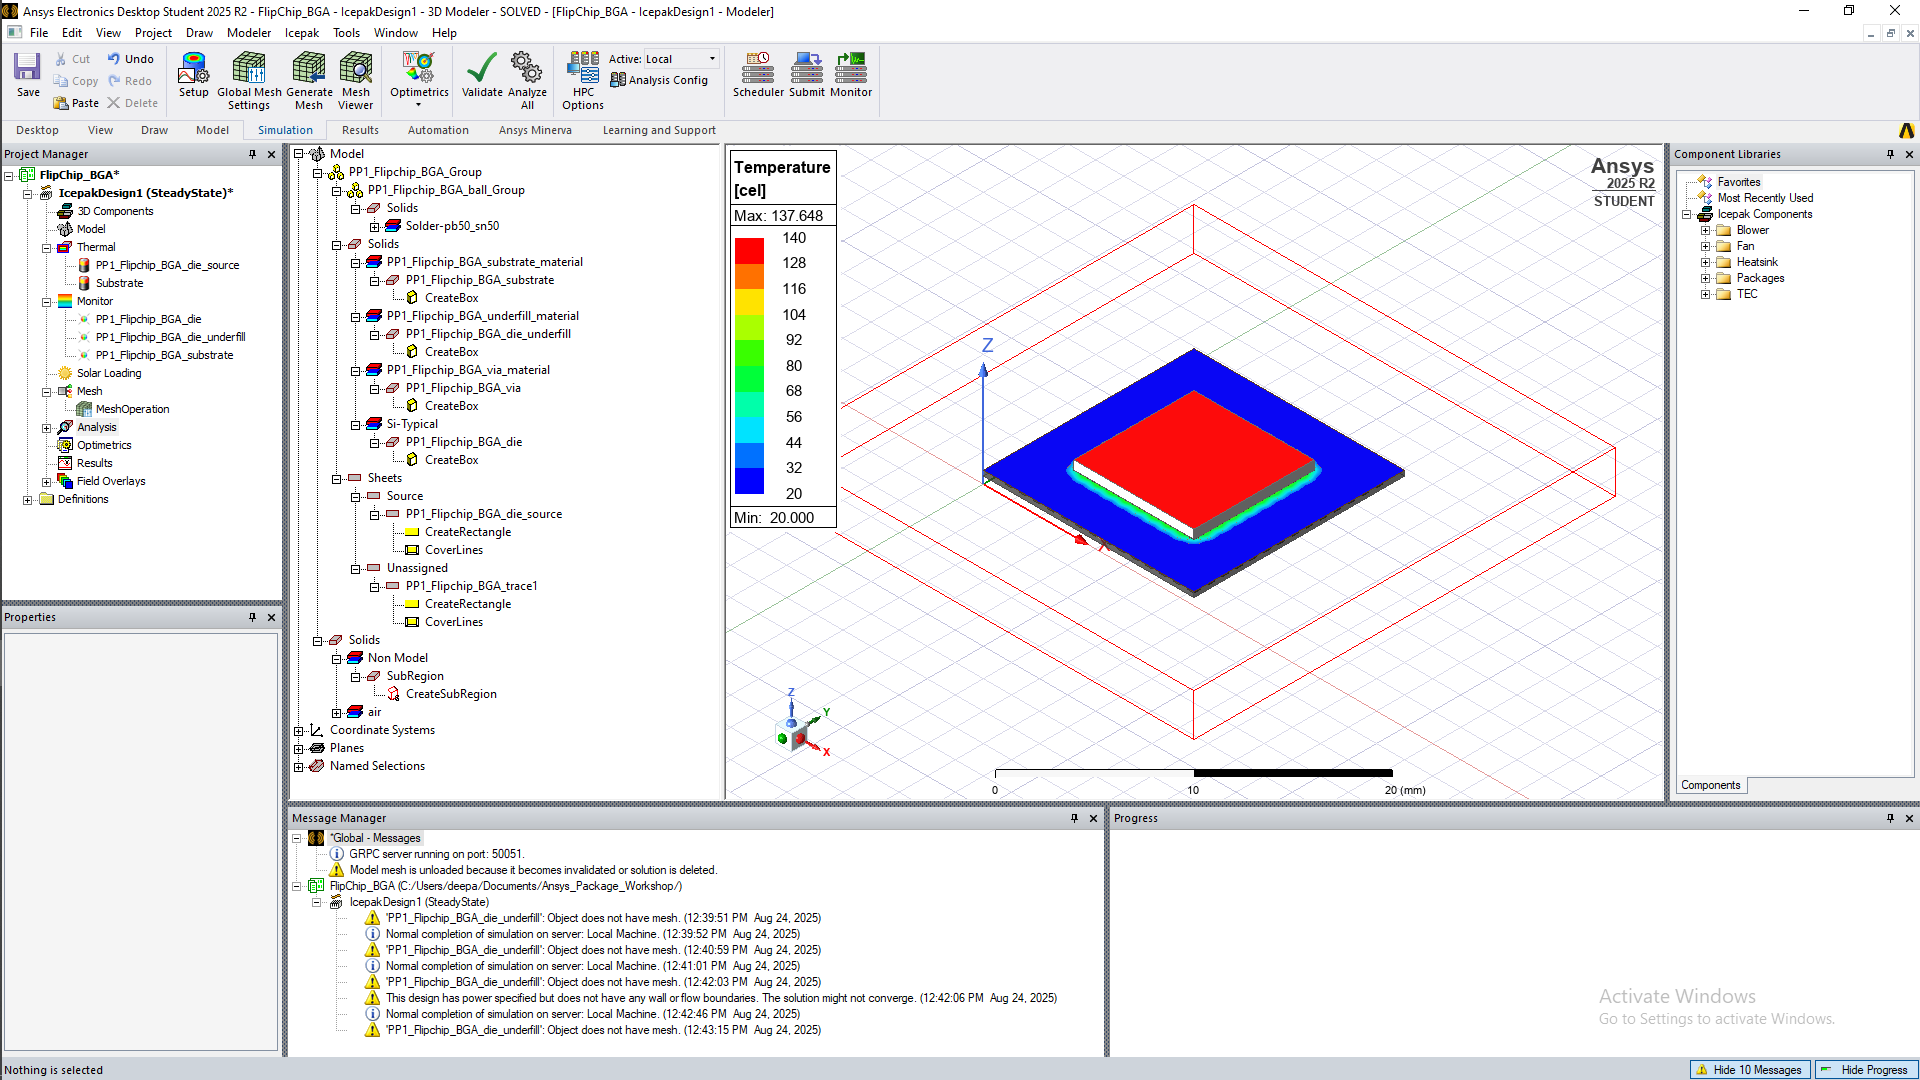 Ansys Electronics Desktop Student 2025 R2 - FlipChip_BGA - IcepakDesign1 - 3D Modeler - SOLVED - [FlipChip_BGA - IcepakDesign1 - Modeler]
File Edit View Project Draw Modeler Icepak Tools Window Help
Save
Cut
Copy
Paste
Undo
Redo
Delete
Setup
Global Mesh Settings
Generate Mesh
Mesh Viewer
Optimetrics
Validate
Analyze All
HPC Options
Active: Local
Analysis Config
Scheduler
Submit
Monitor
Desktop View Draw Model Simulation Results Automation Ansys Minerva Learning and Support
Project Manager
FlipChip_BGA*
IcepakDesign1 (SteadyState)*
3D Components
Model
Thermal
PP1_Flipchip_BGA_die_source
Substrate
Monitor
PP1_Flipchip_BGA_die
PP1_Flipchip_BGA_die_underfill
PP1_Flipchip_BGA_substrate
Solar Loading
Mesh
MeshOperation
Analysis
Optimetrics
Results
Field Overlays
Definitions
Properties
Model
PP1_Flipchip_BGA_Group
PP1_Flipchip_BGA_ball_Group
Solids
Solder-pb50_sn50
Solids
PP1_Flipchip_BGA_substrate_material
PP1_Flipchip_BGA_substrate
CreateBox
PP1_Flipchip_BGA_underfill_material
PP1_Flipchip_BGA_die_underfill
CreateBox
PP1_Flipchip_BGA_via_material
PP1_Flipchip_BGA_via
CreateBox
Si-Typical
PP1_Flipchip_BGA_die
CreateBox
Sheets
Source
PP1_Flipchip_BGA_die_source
CreateRectangle
CoverLines
Unassigned
PP1_Flipchip_BGA_trace1
CreateRectangle
CoverLines
Solids
Non Model
SubRegion
CreateSubRegion
air
Coordinate Systems
Planes
Named Selections
Temperature
[cel]
Max: 137.648
140
128
116
104
92
80
68
56
44
32
20
Min: 20.000
Ansys
2025 R2
STUDENT
Z
X
Z
Y
X
0 10 20 (mm)
Component Libraries
Favorites
Most Recently Used
Icepak Components
Blower
Fan
Heatsink
Packages
TEC
Components
Message Manager
*Global - Messages
GRPC server running on port: 50051.
Model mesh is unloaded because it becomes invalidated or solution is deleted.
FlipChip_BGA (C:/Users/deepa/Documents/Ansys_Package_Workshop/)
IcepakDesign1 (SteadyState)
'PP1_Flipchip_BGA_die_underfill': Object does not have mesh. (12:39:51 PM Aug 24, 2025)
Normal completion of simulation on server: Local Machine. (12:39:52 PM Aug 24, 2025)
'PP1_Flipchip_BGA_die_underfill': Object does not have mesh. (12:40:59 PM Aug 24, 2025)
Normal completion of simulation on server: Local Machine. (12:41:01 PM Aug 24, 2025)
'PP1_Flipchip_BGA_die_underfill': Object does not have mesh. (12:42:03 PM Aug 24, 2025)
This design has power specified but does not have any wall or flow boundaries. The solution might not converge. (12:42:06 PM Aug 24, 2025)
Normal completion of simulation on server: Local Machine. (12:42:46 PM Aug 24, 2025)
'PP1_Flipchip_BGA_die_underfill': Object does not have mesh. (12:43:15 PM Aug 24, 2025)
Progress
Activate Windows
Go to Settings to activate Windows.
Nothing is selected
Hide 10 Messages
Hide Progress